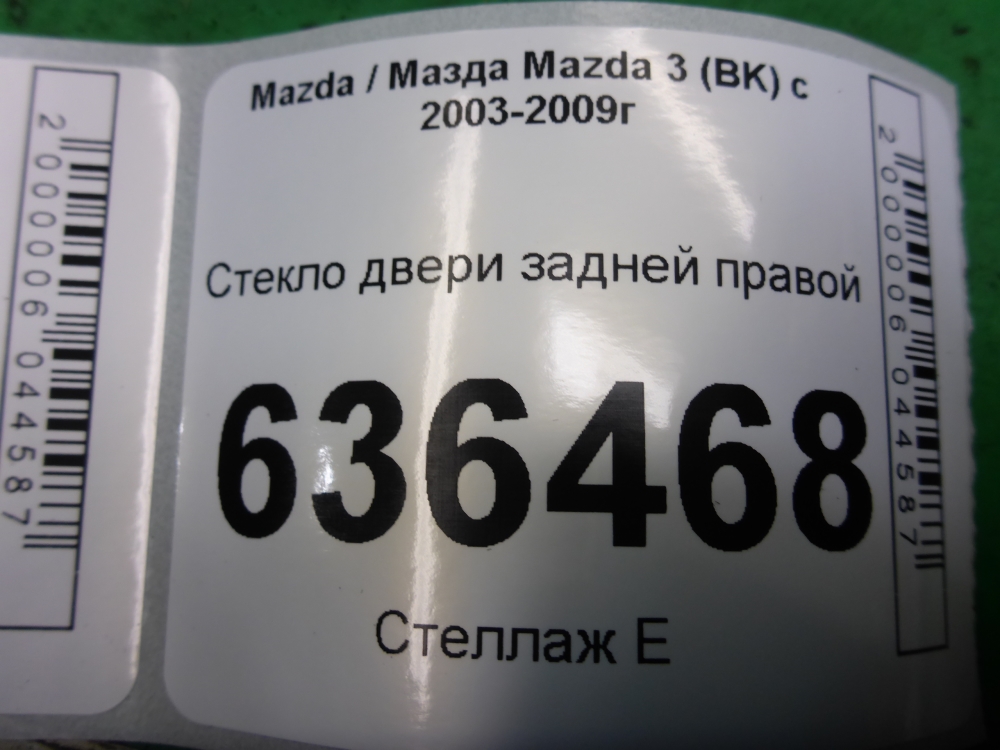 2000006044587
Mazda / Мазда Mazda 3 (BK) с
2003-2009г
Стекло двери задней правой
636468
Стеллаж Е
2000006044587